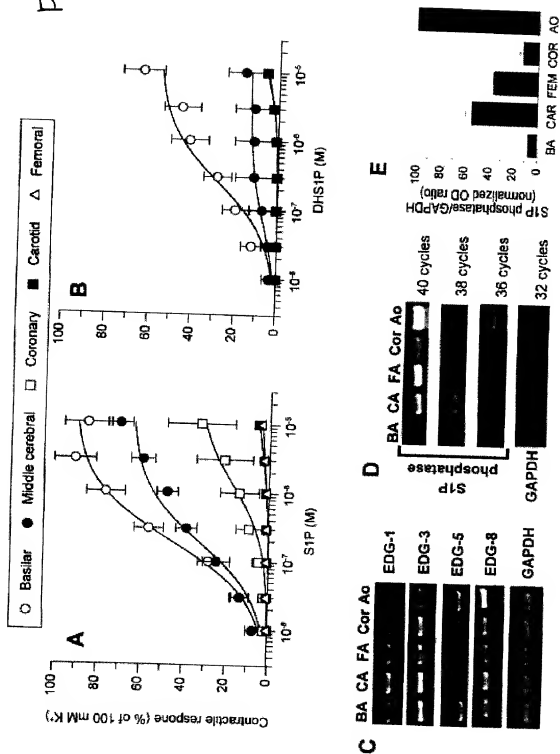 ○ Basilar ● Middle cerebral □ Coronary ■ Carotid △ Femoral
A
Contractile respone (% of 100 mM K⁺)
100
80
60
40
20
0
10⁻⁸ 10⁻⁷ 10⁻⁶ 10⁻⁵
S1P (M)
B
100
80
60
40
20
0
10⁻⁸ 10⁻⁷ 10⁻⁶ 10⁻⁵
DHS1P (M)
C
BA CA FA Cor Ao
EDG-1
EDG-3
EDG-5
EDG-8
GAPDH
D
BA CA FA Cor Ao
S1P
phosphatase
40 cycles
38 cycles
36 cycles
GAPDH
32 cycles
E
S1P phosphatase/GAPDH
(normalized OD ratio)
100
80
60
40
20
0
BA CAR FEM COR AO